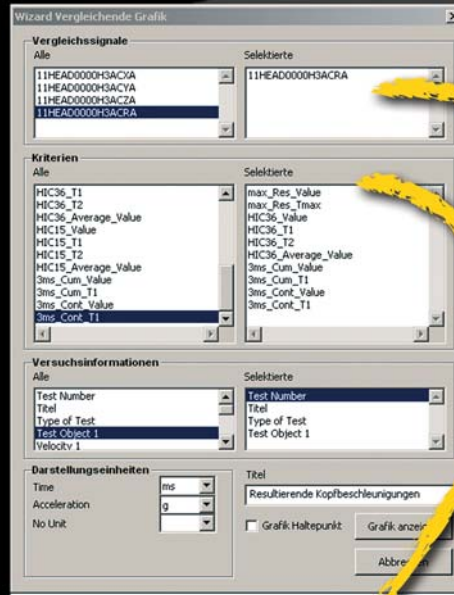 Wizard Vergleichende Grafik
Vergleichssignale
Alle
11HEAD0000H3ACXA
11HEAD0000H3ACYA
11HEAD0000H3ACZA
11HEAD0000H3ACRA
Selektierte
11HEAD0000H3ACRA
Kriterien
Alle
HIC36_T1
HIC36_T2
HIC36_Average_Value
HIC15_Value
HIC15_T1
HIC15_T2
HIC15_Average_Value
3ms_Cum_Value
3ms_Cum_T1
3ms_Cont_Value
3ms_Cont_T1
Selektierte
max_Res_Value
max_Res_Tmax
HIC36_Value
HIC36_T1
HIC36_T2
HIC36_Average_Value
3ms_Cum_Value
3ms_Cum_T1
3ms_Cont_Value
3ms_Cont_T1
Versuchsinformationen
Alle
Test Number
Titel
Type of Test
Test Object 1
Velocity 1
Selektierte
Test Number
Titel
Type of Test
Test Object 1
Darstellungseinheiten
Time ms
Acceleration g
No Unit
Titel
Resultierende Kopfbeschleunigungen
Grafik Haltepunkt
Grafik